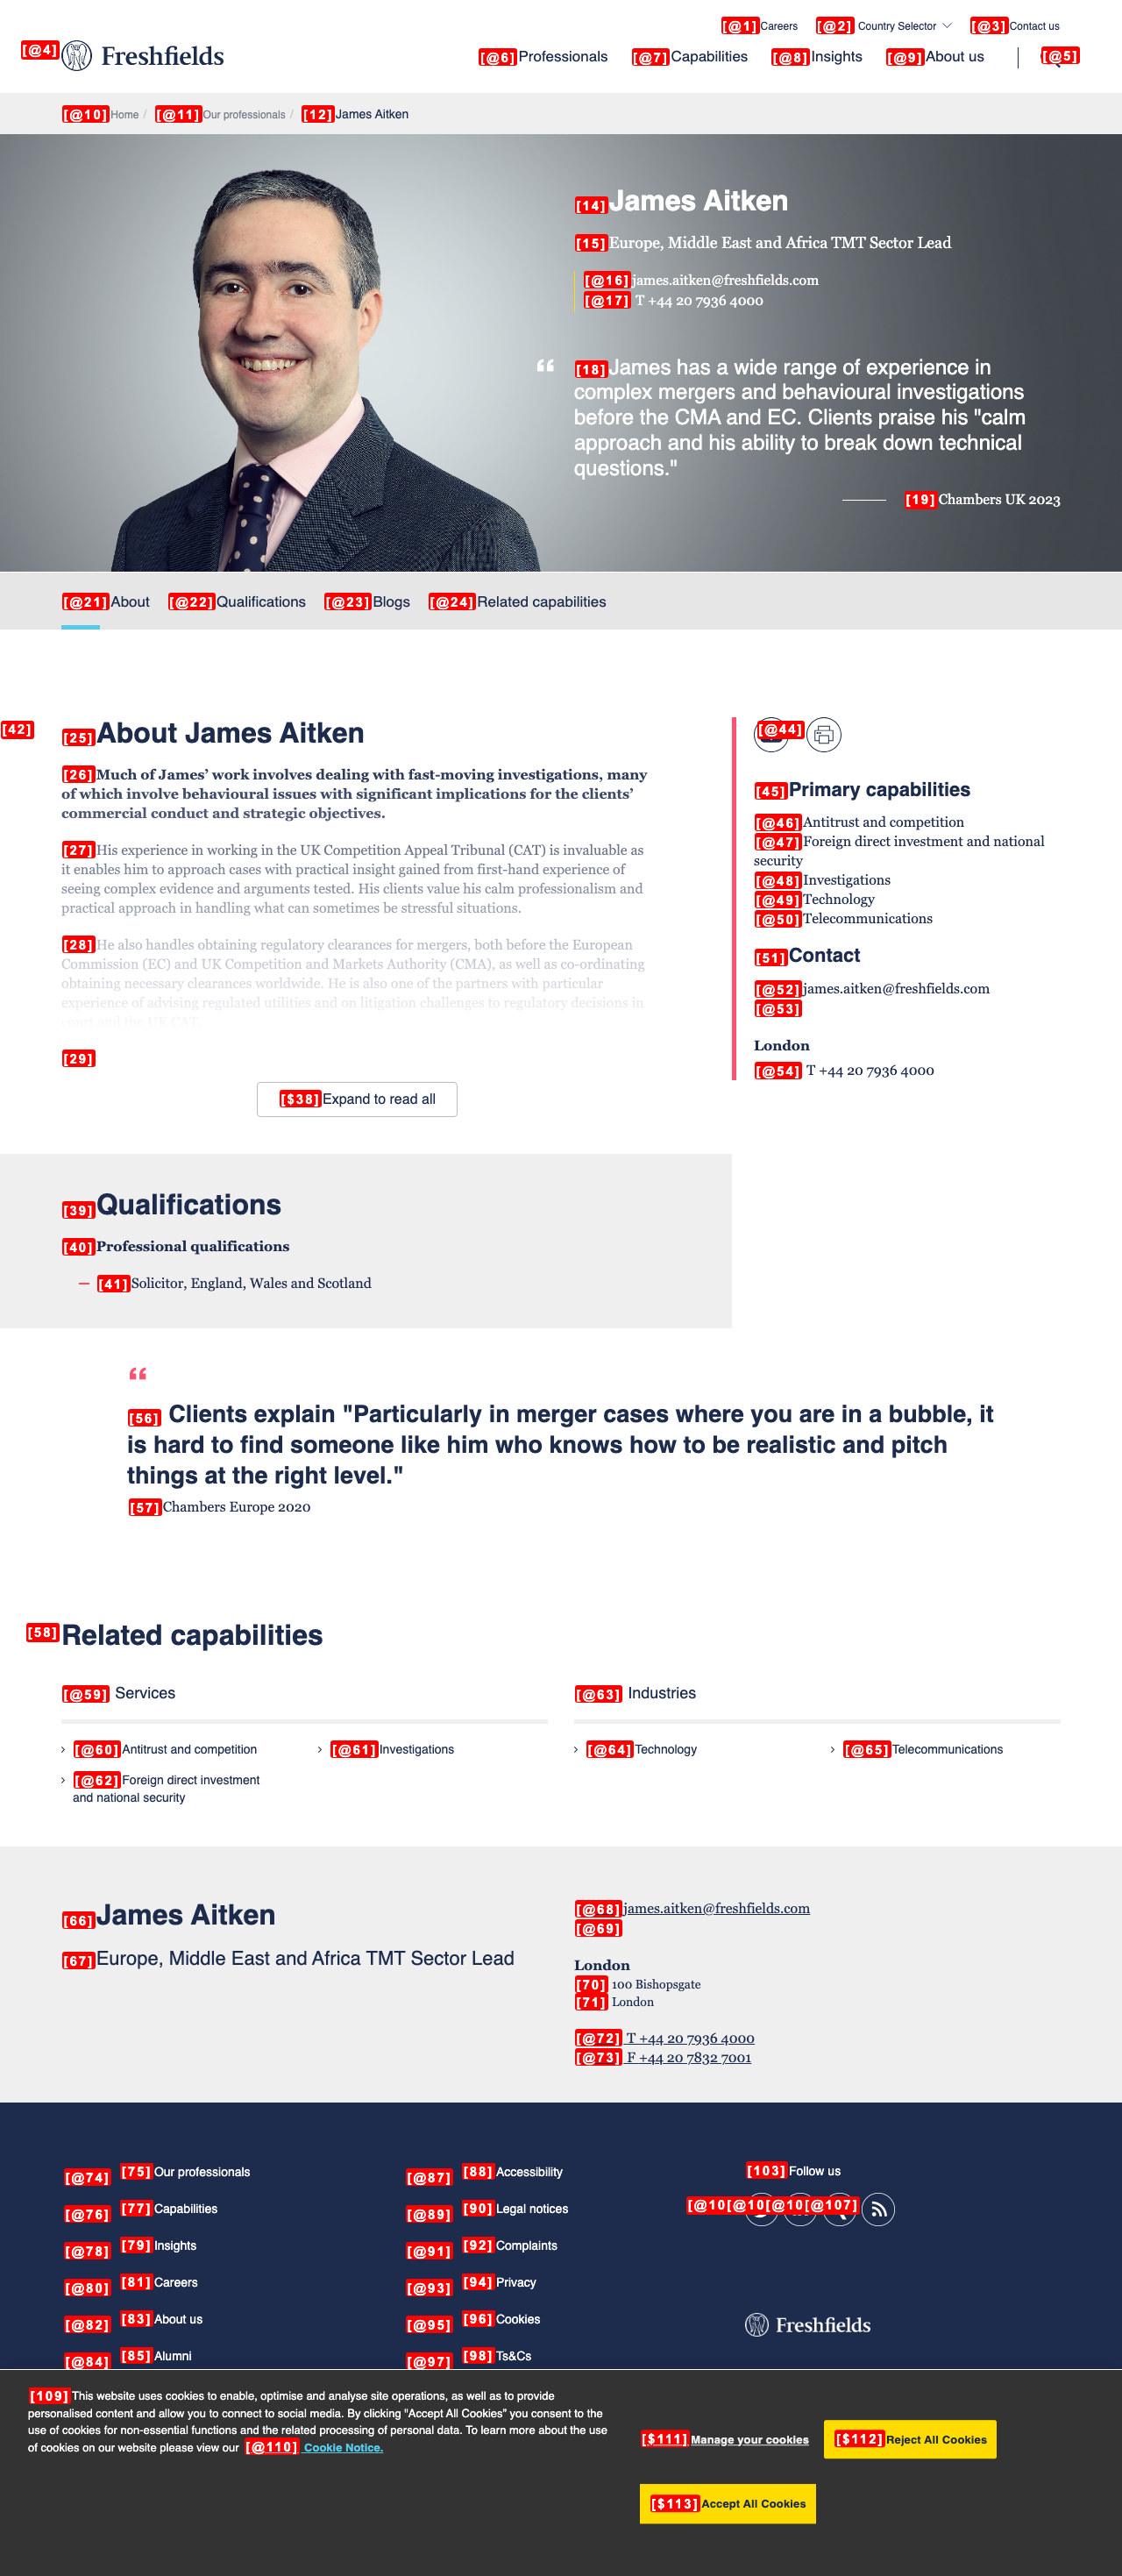 [@1]Careers [@2] Country Selector [@3]Contact us
[@4] Freshfields [@6]Professionals [@7]Capabilities [@8]Insights [@9]About us [@5]
[@10]Home / [@11]Our professionals / [12]James Aitken
[14]James Aitken
[15]Europe, Middle East and Africa TMT Sector Lead
[@16]james.aitken@freshfields.com
[@17] T +44 20 7936 4000
“ [18]James has a wide range of experience in
complex mergers and behavioural investigations
before the CMA and EC. Clients praise his "calm
approach and his ability to break down technical
questions."
[19]Chambers UK 2023
[@21]About [@22]Qualifications [@23]Blogs [@24]Related capabilities
[42] [25]About James Aitken
[26]Much of James’ work involves dealing with fast-moving investigations, many
of which involve behavioural issues with significant implications for the clients’
commercial conduct and strategic objectives.
[27]His experience in working in the UK Competition Appeal Tribunal (CAT) is invaluable as
it enables him to approach cases with practical insight gained from first-hand experience of
seeing complex evidence and arguments tested. His clients value his calm professionalism and
practical approach in handling what can sometimes be stressful situations.
[28]He also handles obtaining regulatory clearances for mergers, both before the European
Commission (EC) and UK Competition and Markets Authority (CMA), as well as co-ordinating
obtaining necessary clearances worldwide. He is also one of the partners with particular
experience of advising regulated utilities and on litigation challenges to regulatory decisions in
court and the UK CAT.
[29]
[$38]Expand to read all
[@44]
[45]Primary capabilities
[@46]Antitrust and competition
[@47]Foreign direct investment and national
security
[@48]Investigations
[@49]Technology
[@50]Telecommunications
[51]Contact
[@52]james.aitken@freshfields.com
[@53]
London
[@54] T +44 20 7936 4000
[39]Qualifications
[40]Professional qualifications
[41]Solicitor, England, Wales and Scotland
“
[56] Clients explain "Particularly in merger cases where you are in a bubble, it
is hard to find someone like him who knows how to be realistic and pitch
things at the right level."
[57]Chambers Europe 2020
[58]Related capabilities
[@59] Services
[@60]Antitrust and competition [@61]Investigations
[@62]Foreign direct investment
and national security
[@63] Industries
[@64]Technology [@65]Telecommunications
[66]James Aitken
[67]Europe, Middle East and Africa TMT Sector Lead
[@68]james.aitken@freshfields.com
[@69]
London
[70] 100 Bishopsgate
[71] London
[@72] T +44 20 7936 4000
[@73] F +44 20 7832 7001
[@74] [75]Our professionals
[@76] [77]Capabilities
[@78] [79]Insights
[@80] [81]Careers
[@82] [83]About us
[@84] [85]Alumni
[@87] [88]Accessibility
[@89] [90]Legal notices
[@91] [92]Complaints
[@93] [94]Privacy
[@95] [96]Cookies
[@97] [98]Ts&Cs
[103]Follow us
[@10[@10[@10[@107]
Freshfields
[109]This website uses cookies to enable, optimise and analyse site operations, as well as to provide
personalised content and allow you to connect to social media. By clicking "Accept All Cookies" you consent to the
use of cookies for non-essential functions and the related processing of personal data. To learn more about the use
of cookies on our website please view our [@110] Cookie Notice.
[$111]Manage your cookies [$112]Reject All Cookies
[$113]Accept All Cookies